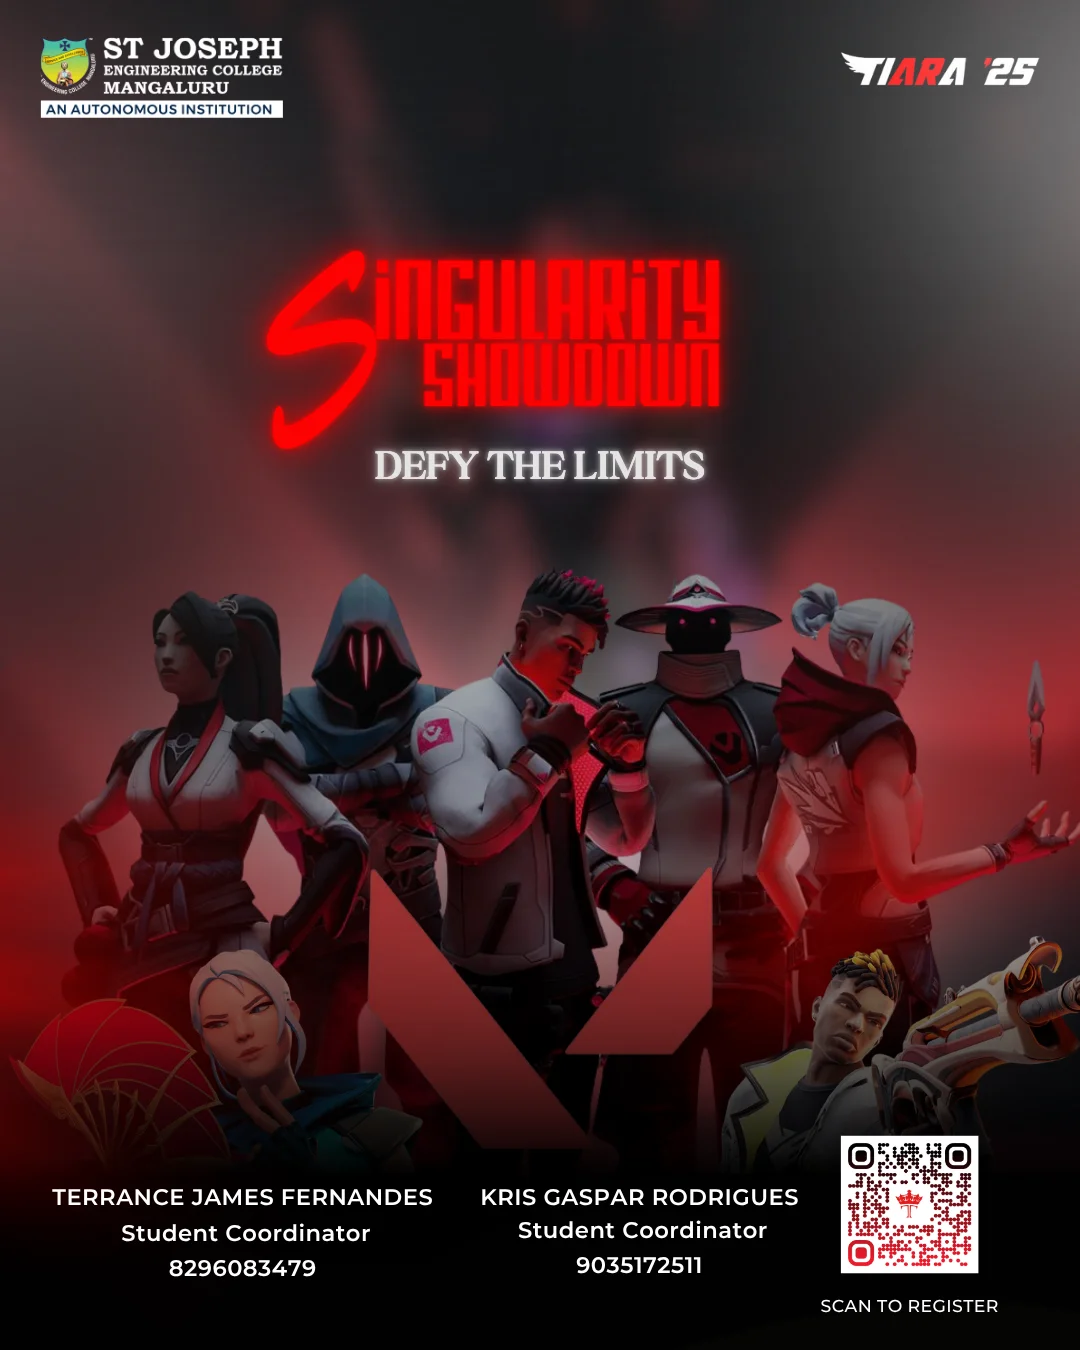 ST JOSEPH
ENGINEERING COLLEGE
MANGALURU
AN AUTONOMOUS INSTITUTION
TIARA '25
SiNGULARiTY
SHOWDOWN
DEFY THE LIMITS
TERRANCE JAMES FERNANDES
Student Coordinator
8296083479
KRIS GASPAR RODRIGUES
Student Coordinator
9035172511
SCAN TO REGISTER